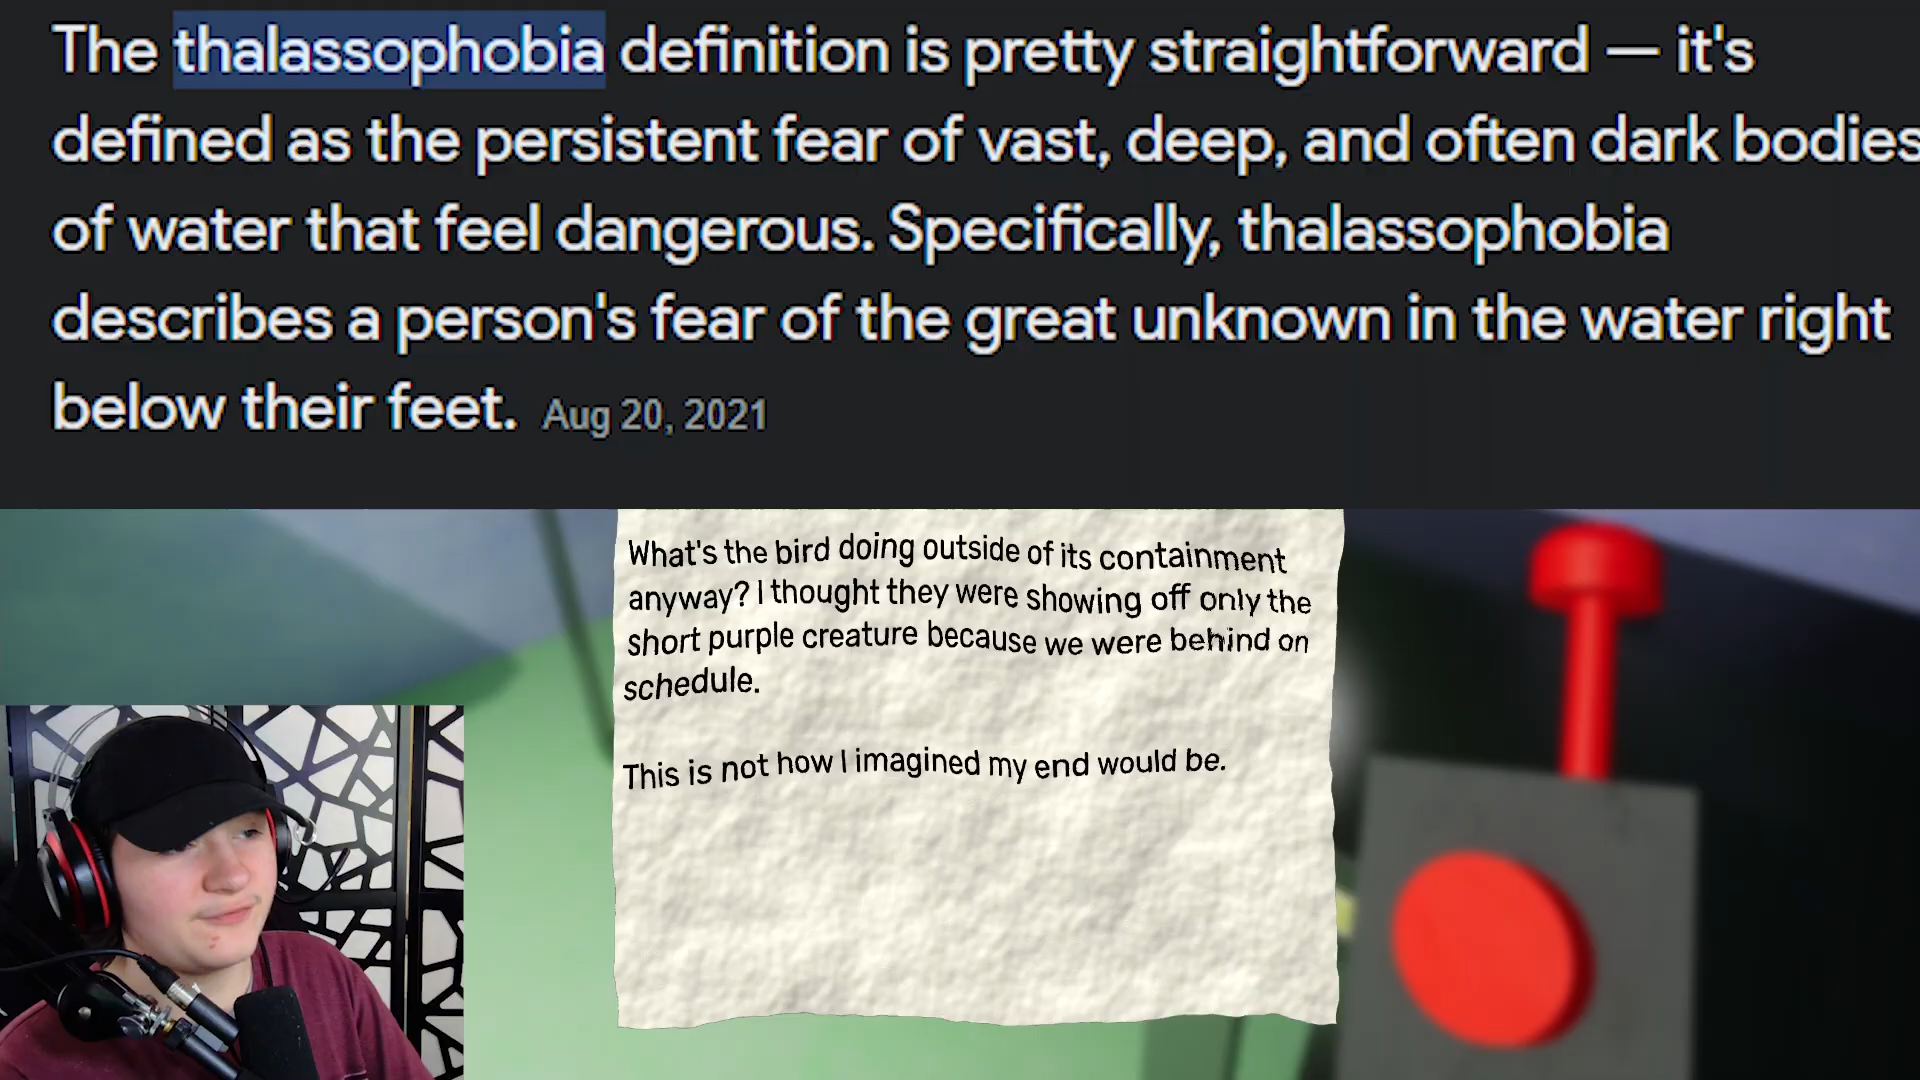 The thalassophobia definition is pretty straightforward — it's
defined as the persistent fear of vast, deep, and often dark bodies
of water that feel dangerous. Specifically, thalassophobia
describes a person's fear of the great unknown in the water right
below their feet. Aug 20, 2021
What's the bird doing outside of its containment
anyway? I thought they were showing off only the
short purple creature because we were behind on
schedule.
This is not how I imagined my end would be.